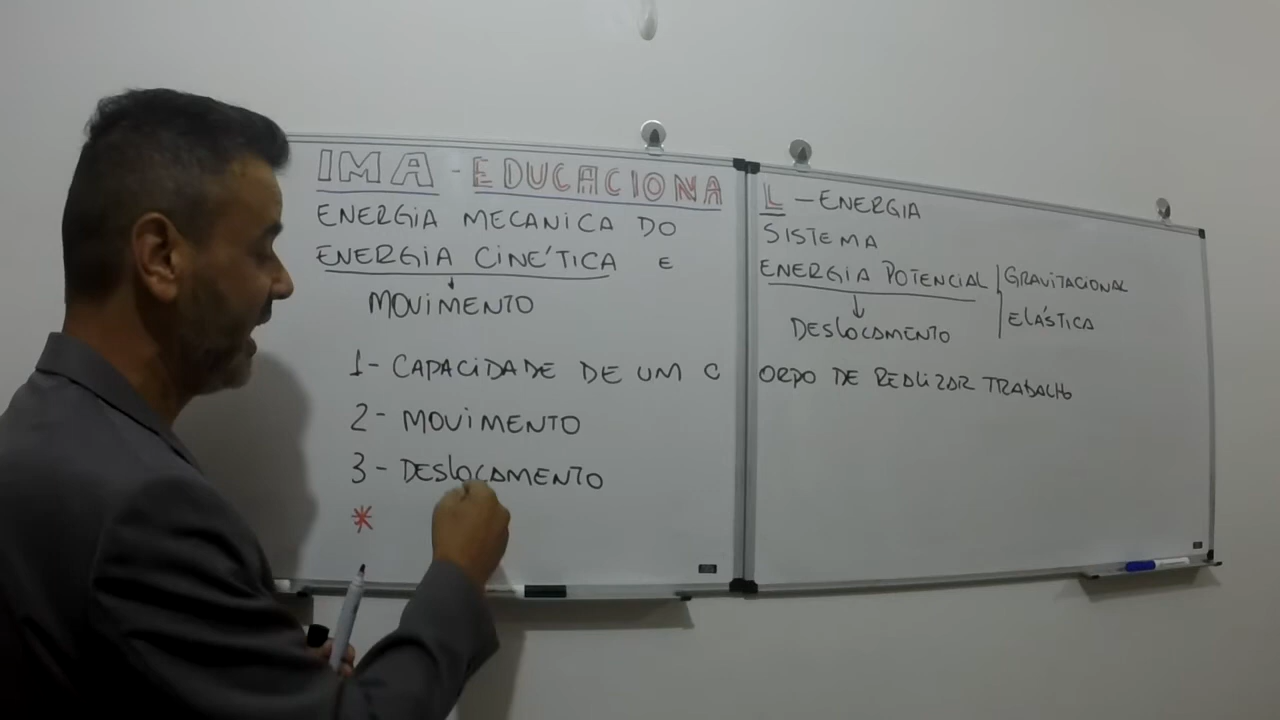 IMA - EDUCACIONAL - ENERGIA
ENERGIA MECANICA DO SISTEMA
ENERGIA CINÉTICA E ENERGIA POTENCIAL GRAVITACIONAL
ELÁSTICA
MOVIMENTO DESLOCAMENTO
1- CAPACIDADE DE UM CORPO DE REALIZAR TRABALHO
2- MOVIMENTO
3- DESLOCAMENTO
*